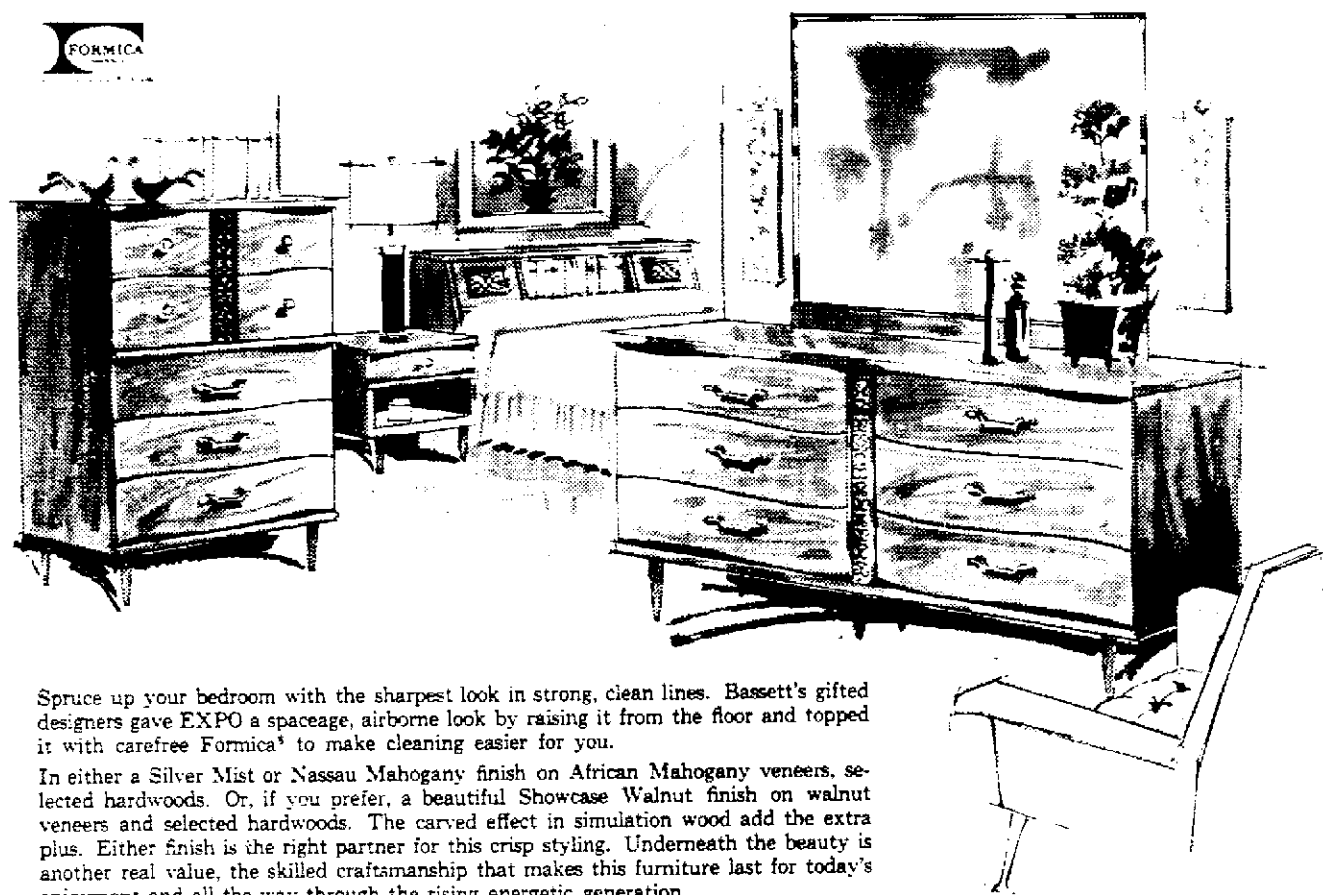 FORMICA
Spruce up your bedroom with the sharpest look in strong, clean lines. Bassett's gifted
designers gave EXPO a spaceage, airborne look by raising it from the floor and topped
it with carefree Formica® to make cleaning easier for you.
In either a Silver Mist or Nassau Mahogany finish on African Mahogany veneers, se-
lected hardwoods. Or, if you prefer, a beautiful Showcase Walnut finish on walnut
veneers and selected hardwoods. The carved effect in simulation wood add the extra
plus. Either finish is the right partner for this crisp styling. Underneath the beauty is
another real value, the skilled craftsmanship that makes this furniture last for today's
enjoyment and all the way through the rising energetic generation.